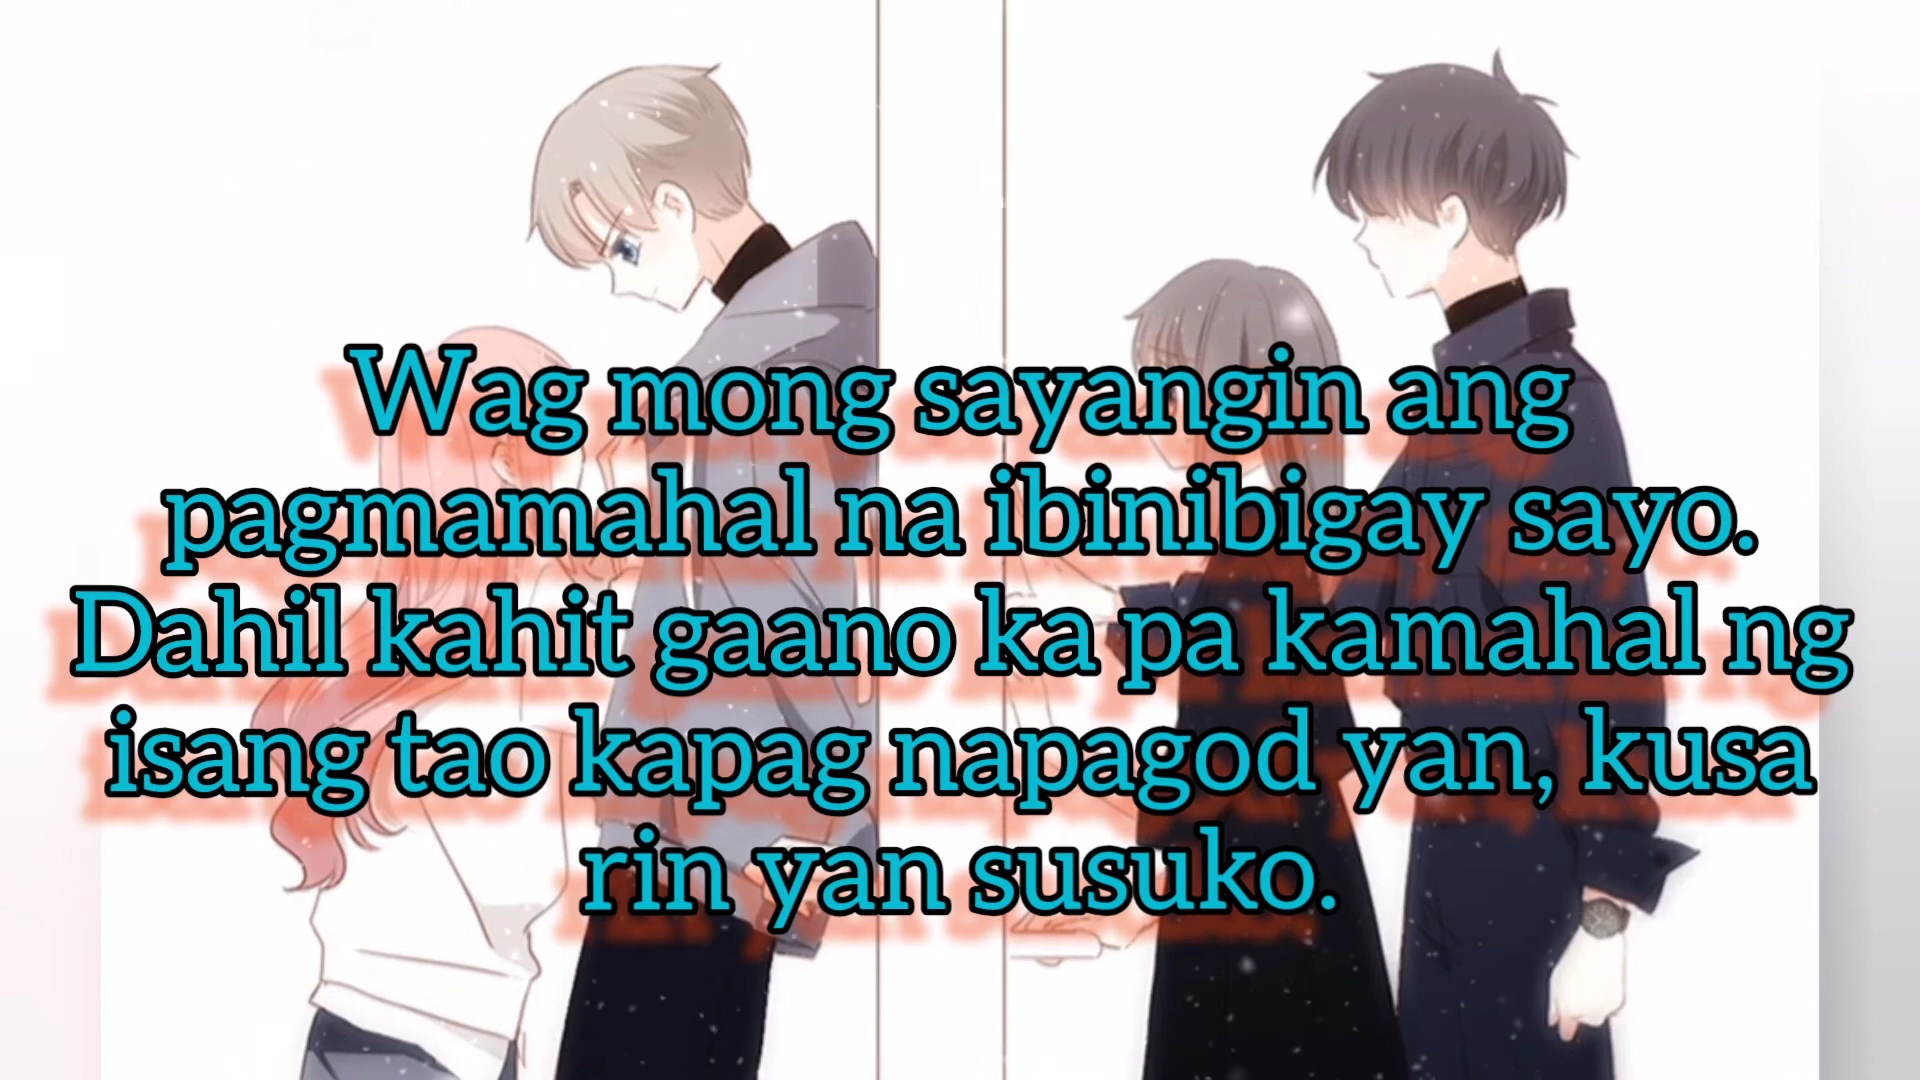 Wag mong sayangin ang
pagmamahal na ibinibigay sayo.
Dahil kahit gaano ka pa kamahal ng
isang tao kapag napagod yan, kusa
rin yan susuko.